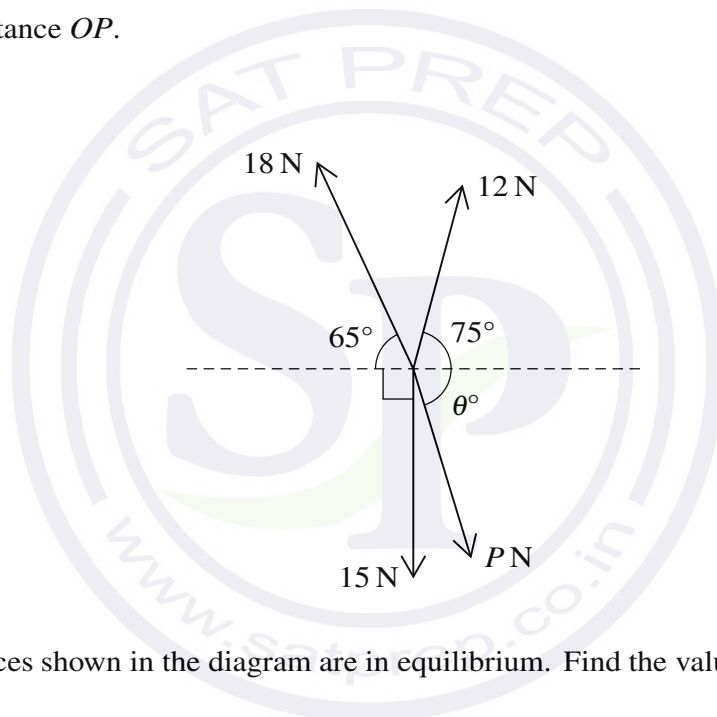 tance OP.
18 N
12 N
65°
75°
θ°
15 N
P N
ces shown in the diagram are in equilibrium. Find the valu
SAT PREP
SP
www.satprep.co.in